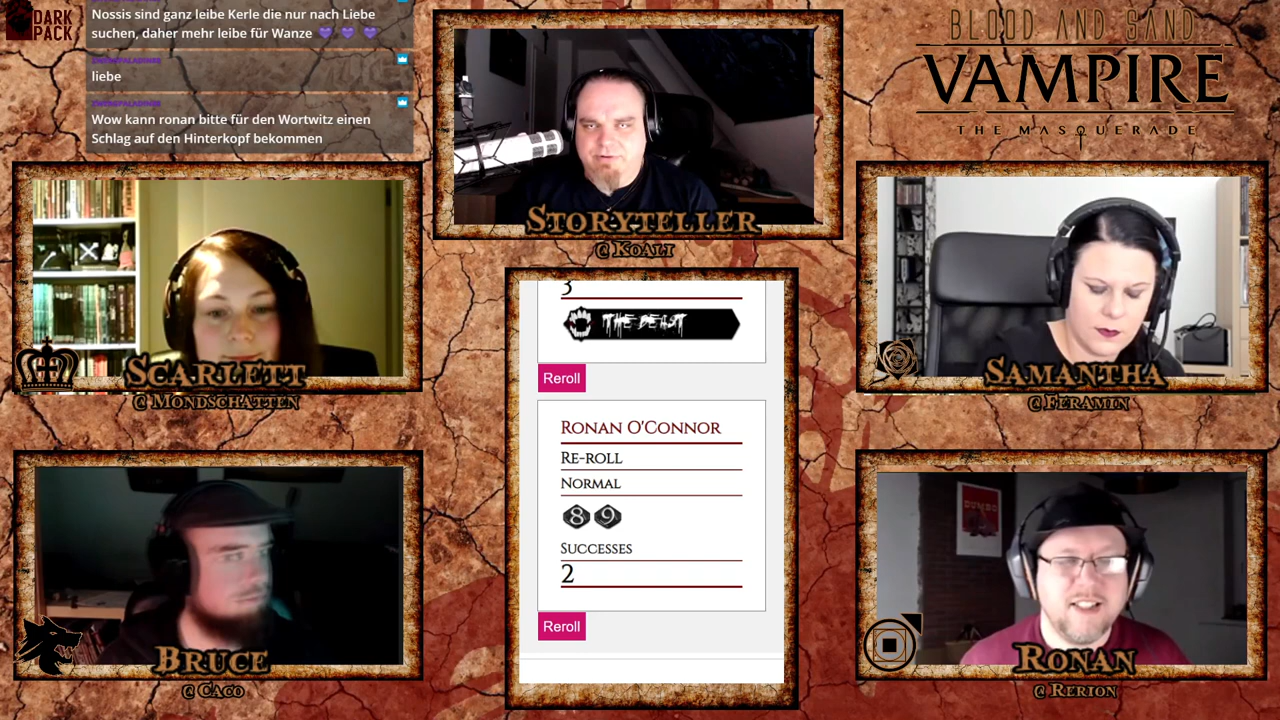 DARK
PACK
Nossis sind ganz leibe Kerle die nur nach Liebe
suchen, daher mehr leibe für Wanze
liebe
Wow kann ronan bitte für den Wortwitz einen
Schlag auf den Hinterkopf bekommen
BLOOD AND SAND
VAMPIRE
THE MASQUERADE
STORYTELLER
@ KOALI
SCARLETT
@ MONDSCHATTEN
SAMANTHA
@ FERAMIN
3
THE BEAST
Reroll
RONAN O'CONNOR
RE-ROLL
NORMAL
8 9
SUCCESSES
2
Reroll
BRUCE
@ CACO
DUMBO
RONAN
@ RERION